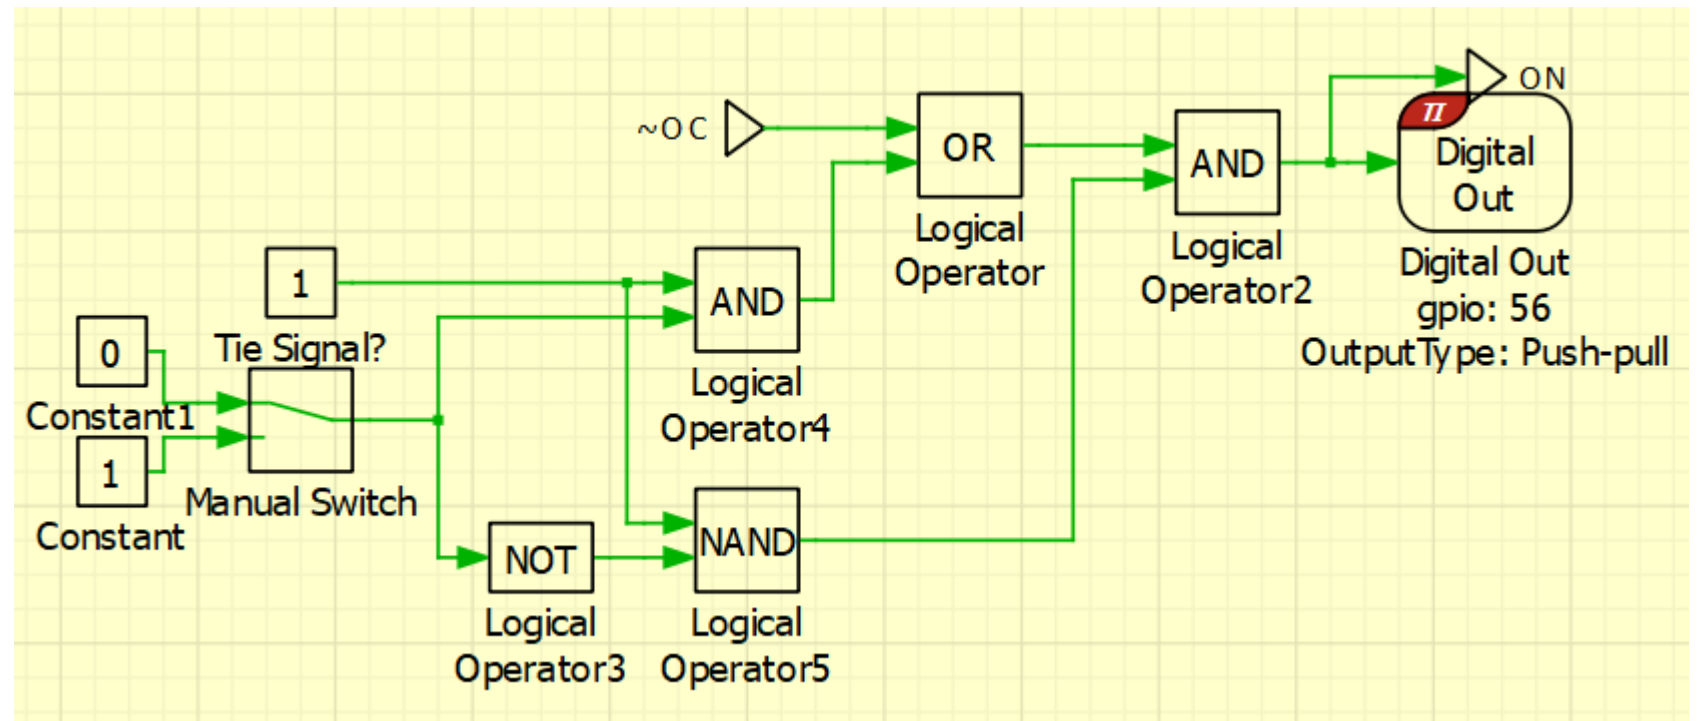 ON
~OC
OR
AND
TI
Digital
Out
Logical
Operator
Logical
Operator2
Digital Out
gpio: 56
OutputType: Push-pull
1
Tie Signal?
AND
Logical
Operator4
0
Constant1
1
Constant
Manual Switch
NOT
Logical
Operator3
NAND
Logical
Operator5